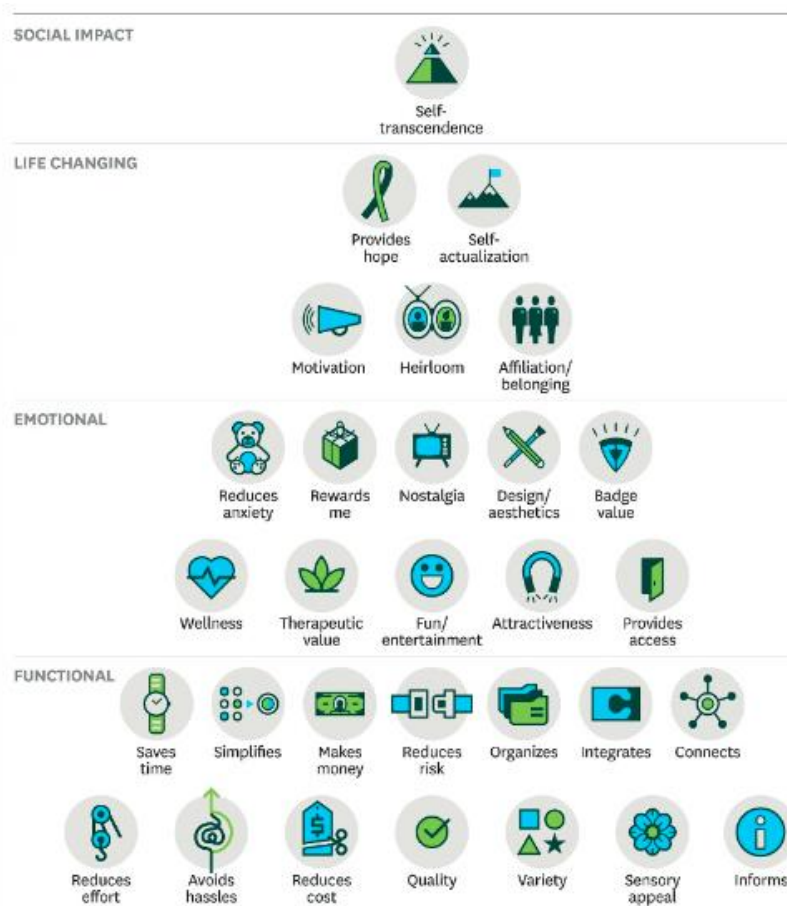 SOCIAL IMPACT
Self-
transcendence
LIFE CHANGING
Provides
hope
Self-
actualization
Motivation
Heirloom
Affiliation/
belonging
EMOTIONAL
Reduces
anxiety
Rewards
me
Nostalgia
Design/
aesthetics
Badge
value
Wellness
Therapeutic
value
Fun/
entertainment
Attractiveness
Provides
access
FUNCTIONAL
Saves
time
Simplifies
Makes
money
Reduces
risk
Organizes
Integrates
Connects
Reduces
effort
Avoids
hassles
Reduces
cost
Quality
Variety
Sensory
appeal
Informs